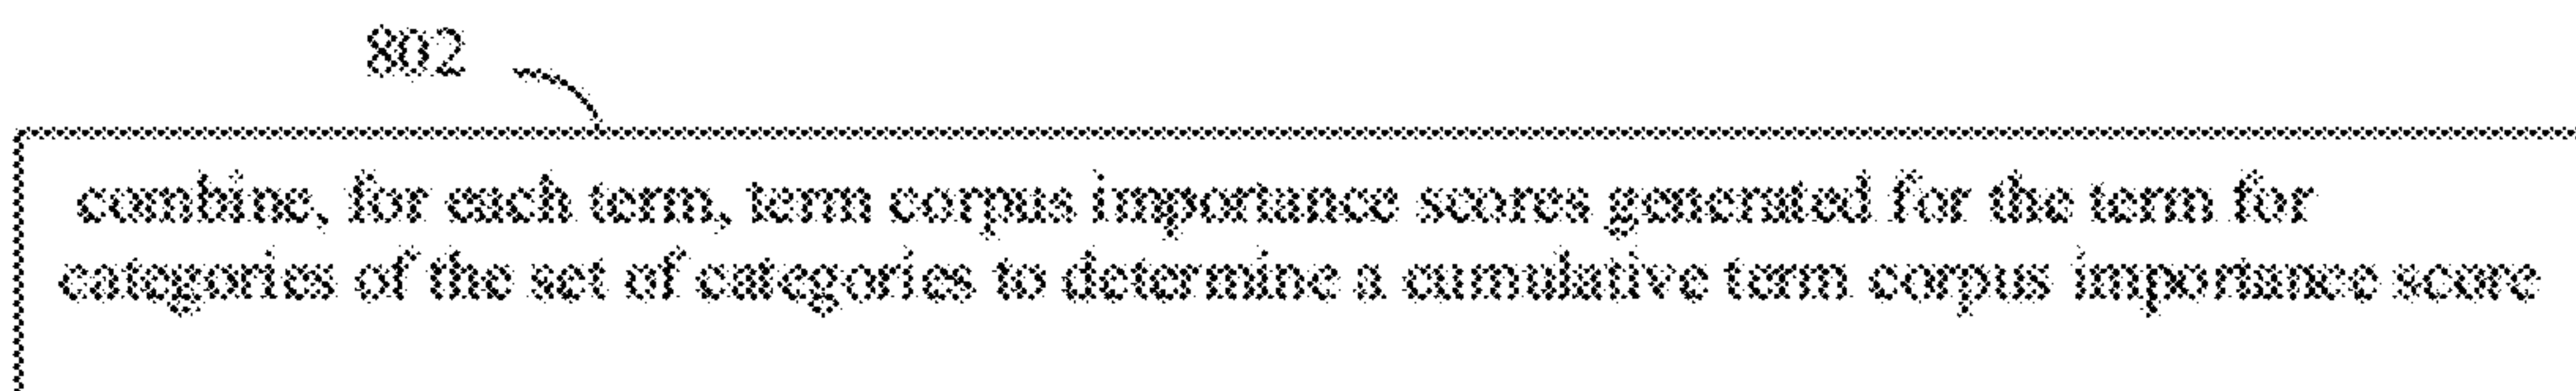 802
combine, for each term, term corpus importance scores generated for the term for
categories of the set of categories to determine a cumulative term corpus importance score